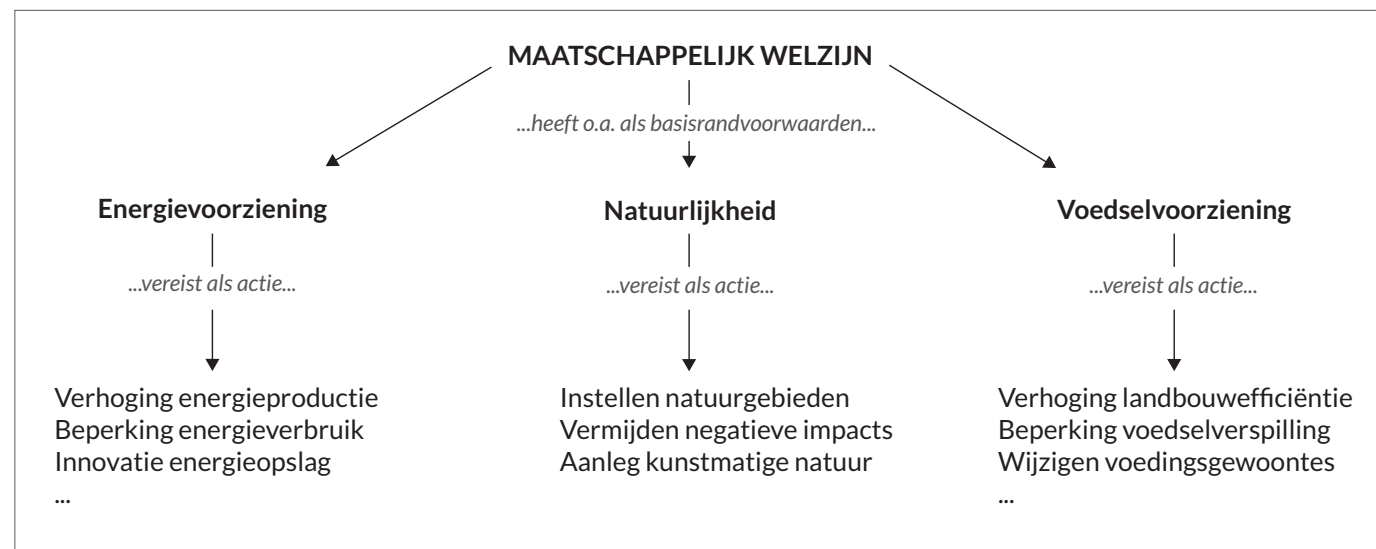 MAATSCHAPPELIJK WELZIJN
...heeft o.a. als basisrandvoorwaarden...
Energievoorziening
...vereist als actie...
Verhoging energieproductie
Beperking energieverbruik
Innovatie energieopslag
...
Natuurlijkheid
...vereist als actie...
Instellen natuurgebieden
Vermijden negatieve impacts
Aanleg kunstmatige natuur
Voedselvoorziening
...vereist als actie...
Verhoging landbouwefficiëntie
Beperking voedselverspilling
Wijzigen voedingsgewoontes
...